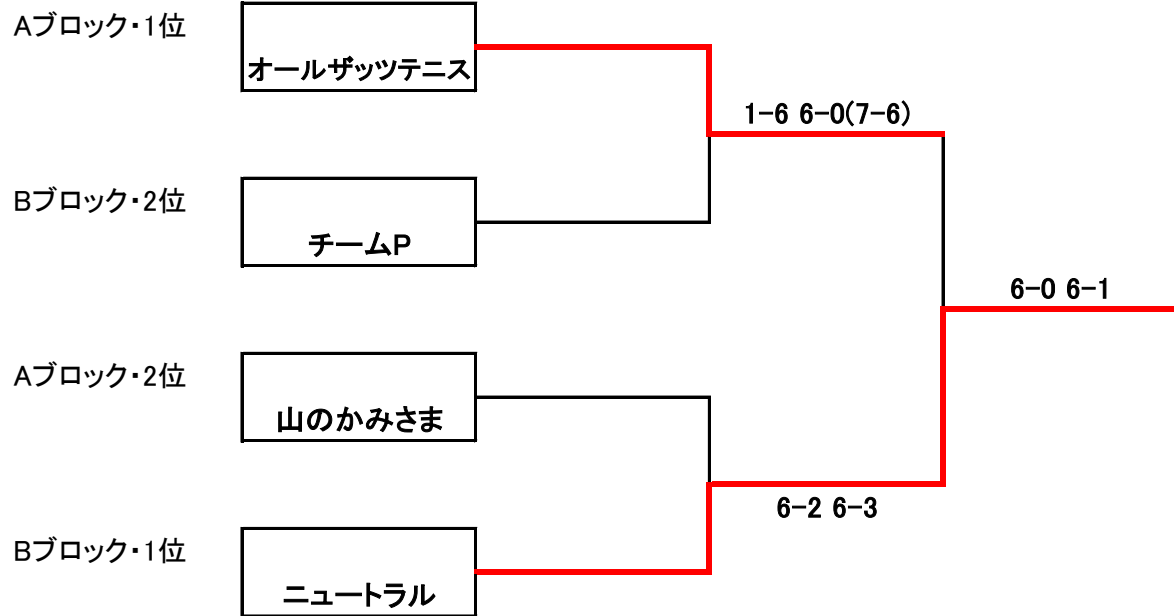 Aブロック・1位
オールザッツテニス
1-6 6-0(7-6)
Bブロック・2位
チームP
6-0 6-1
Aブロック・2位
山のかみさま
6-2 6-3
Bブロック・1位
ニュートラル